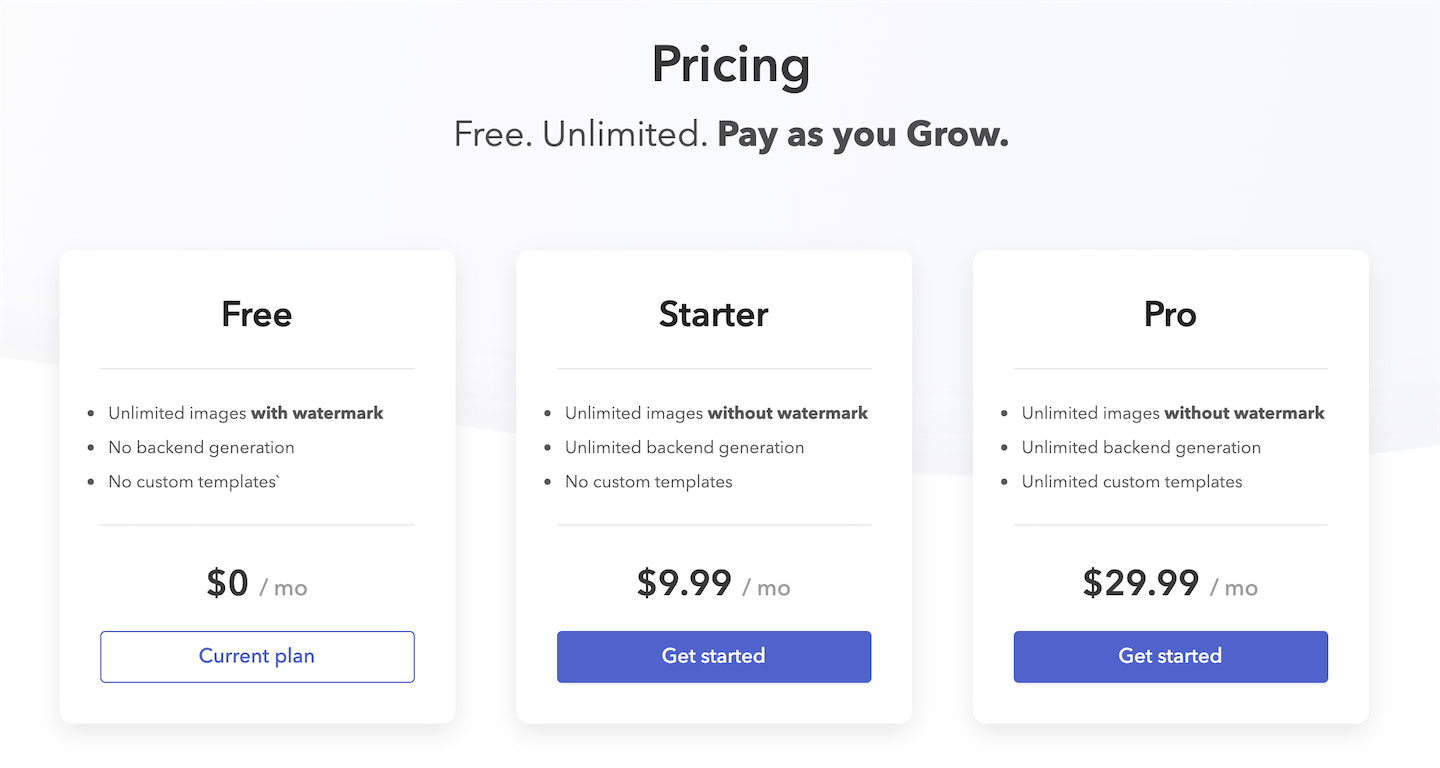 Pricing
Free. Unlimited. Pay as you Grow.
Free
Unlimited images with watermark
No backend generation
No custom templates`
$0 / mo
Current plan
Starter
Unlimited images without watermark
Unlimited backend generation
No custom templates
$9.99 / mo
Get started
Pro
Unlimited images without watermark
Unlimited backend generation
Unlimited custom templates
$29.99 / mo
Get started